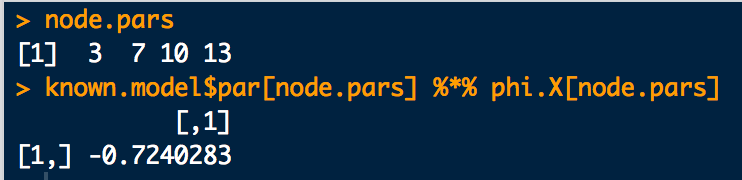 > node.pars
[1]  3  7 10 13
> known.model$par[node.pars] %*% phi.X[node.pars]
           [,1]
[1,] -0.7240283